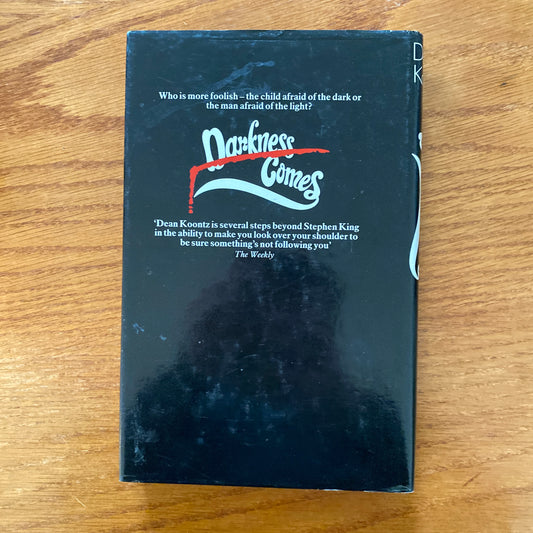 Who is more foolish – the child afraid of the dark or
the man afraid of the light?
Darkness
Comes
'Dean Koontz is several steps beyond Stephen King
in the ability to make you look over your shoulder to
be sure something's not following you'
The Weekly
D
K